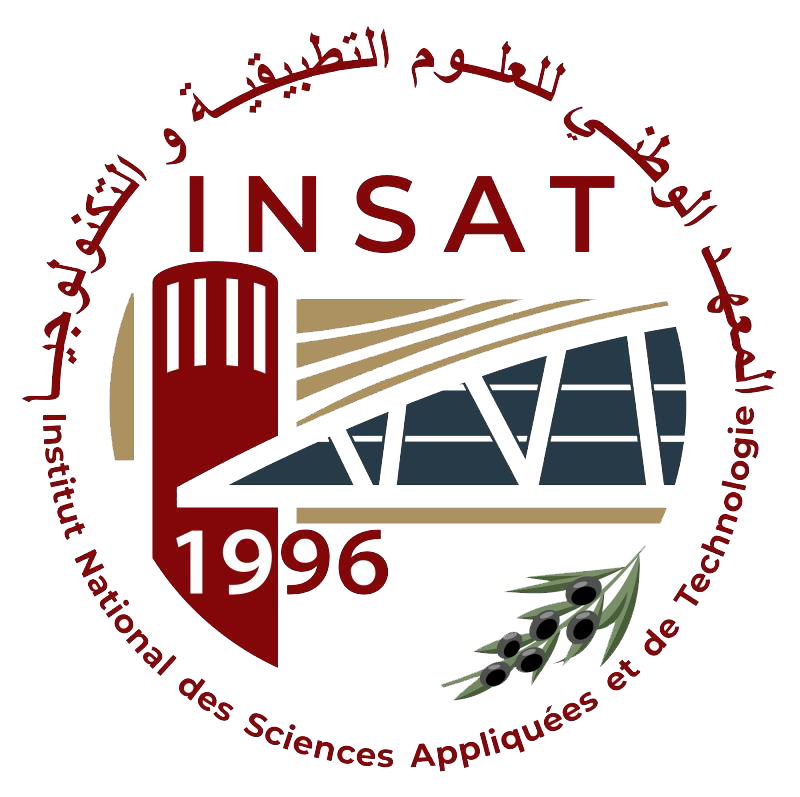 المعهد الوطني للعلوم التطبيقية و التكنولوجيا
INSAT
1996
Institut National des Sciences Appliquées et de Technologie